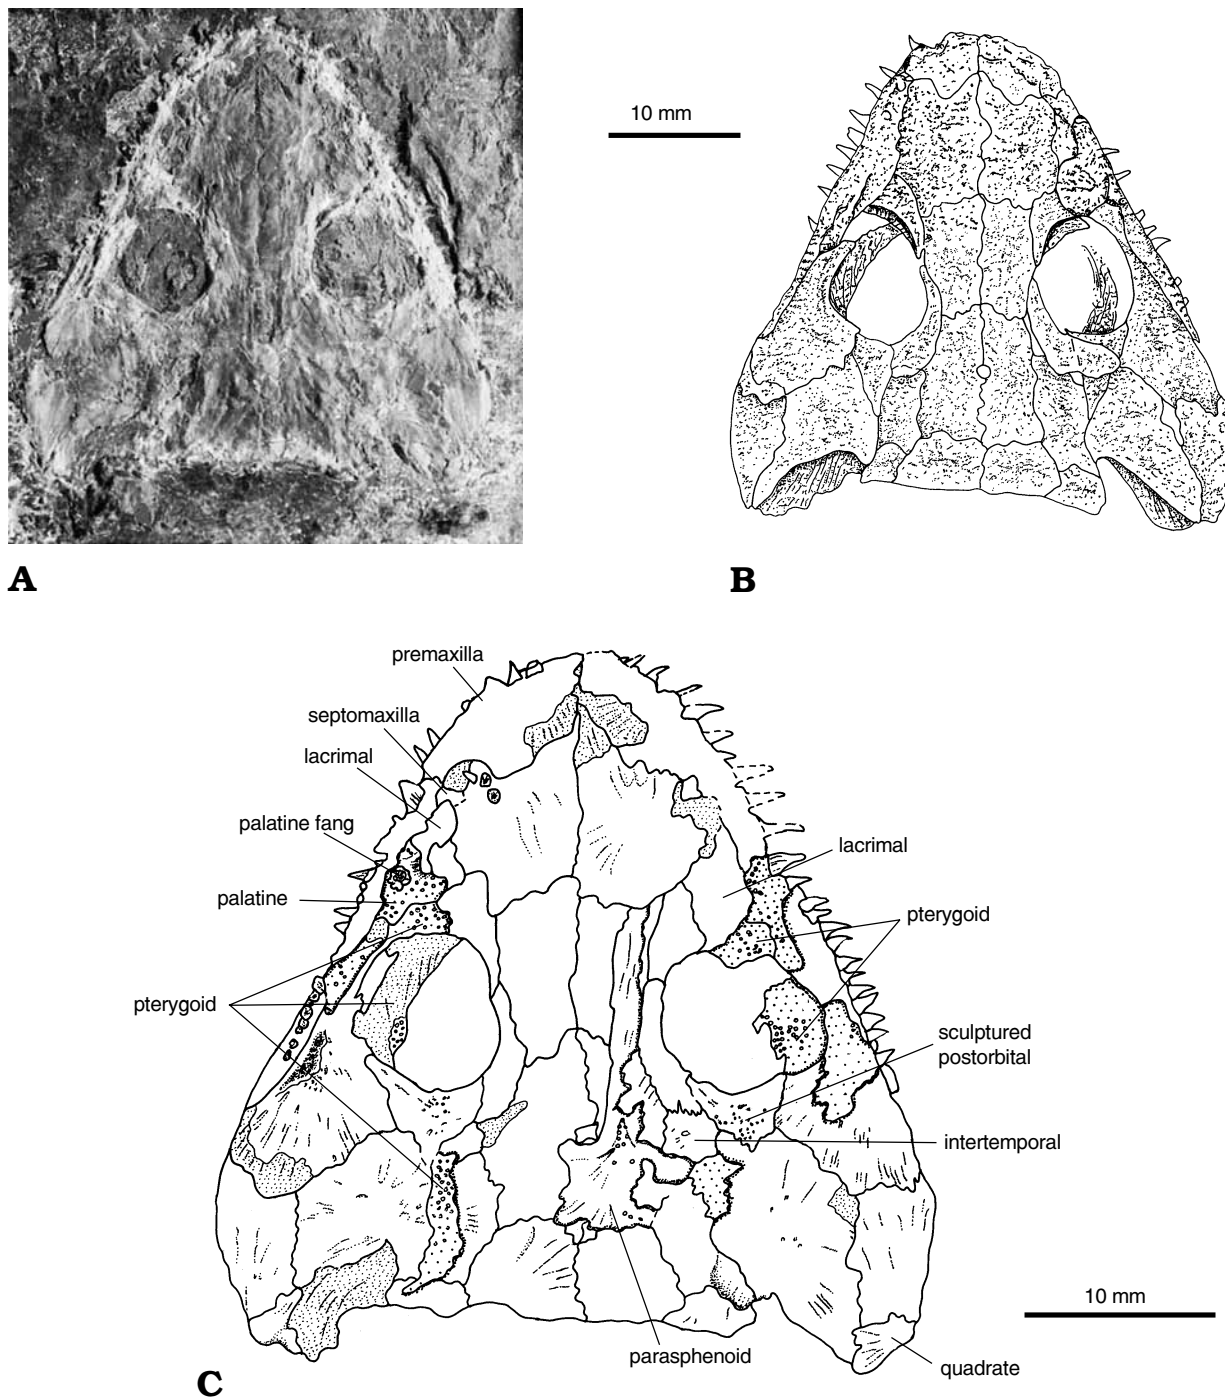 10 mm
A
B
premaxilla
septomaxilla
lacrimal
palatine fang
lacrimal
palatine
pterygoid
pterygoid
sculptured
postorbital
intertemporal
10 mm
parasphenoid
quadrate
C